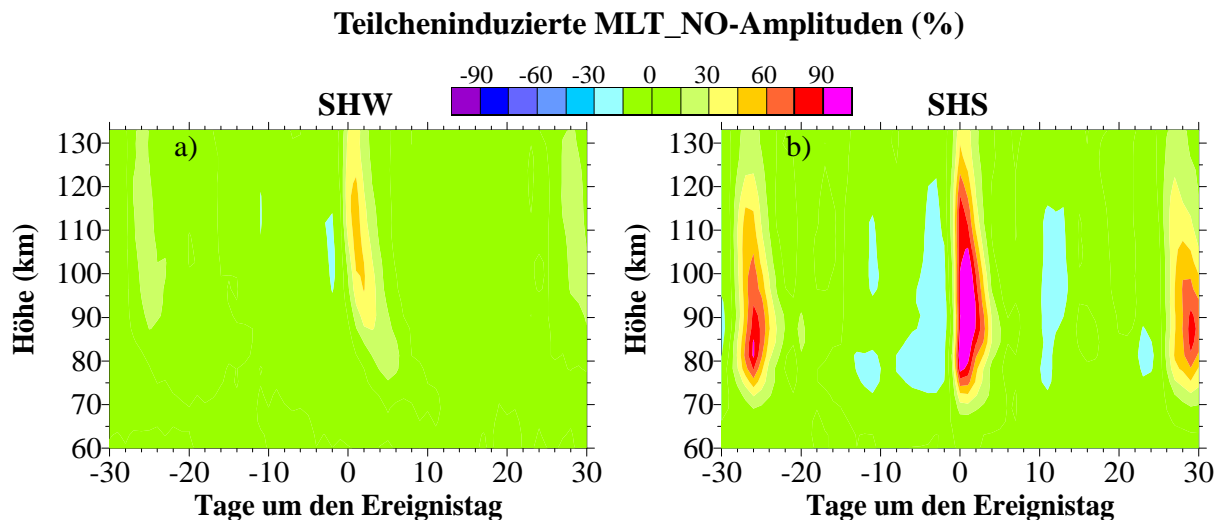 Teilcheninduzierte MLT_NO-Amplituden (%)
-90 -60 -30 0 30 60 90
SHW
SHS
a)
130
120
110
100
90
80
70
60
Höhe (km)
-30 -20 -10 0 10 20 30
Tage um den Ereignistag
b)
130
120
110
100
90
80
70
60
Höhe (km)
-30 -20 -10 0 10 20 30
Tage um den Ereignistag